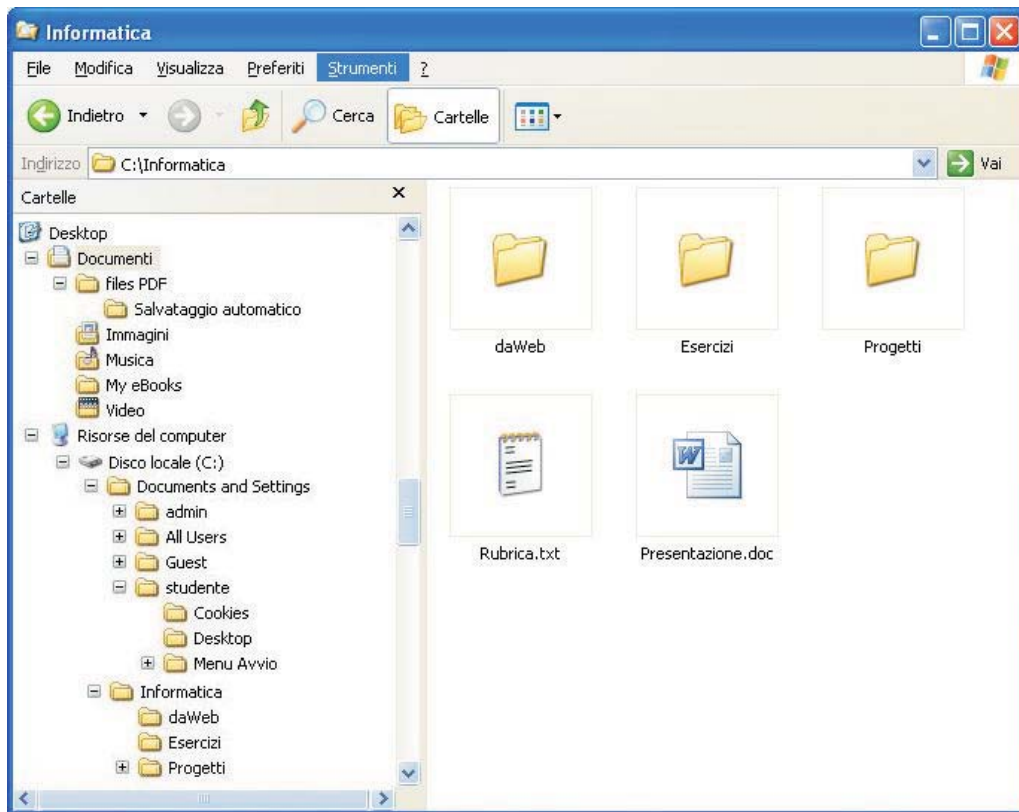 Informatica
File Modifica Visualizza Preferiti Strumenti ?
Indietro Cerca Cartelle
Indirizzo C:\Informatica Vai
Cartelle
Desktop
Documenti
files PDF
Salvataggio automatico
Immagini
Musica
My eBooks
Video
Risorse del computer
Disco locale (C:)
Documents and Settings
admin
All Users
Guest
studente
Cookies
Desktop
Menu Avvio
Informatica
daWeb
Esercizi
Progetti
daWeb Esercizi Progetti
Rubrica.txt Presentazione.doc